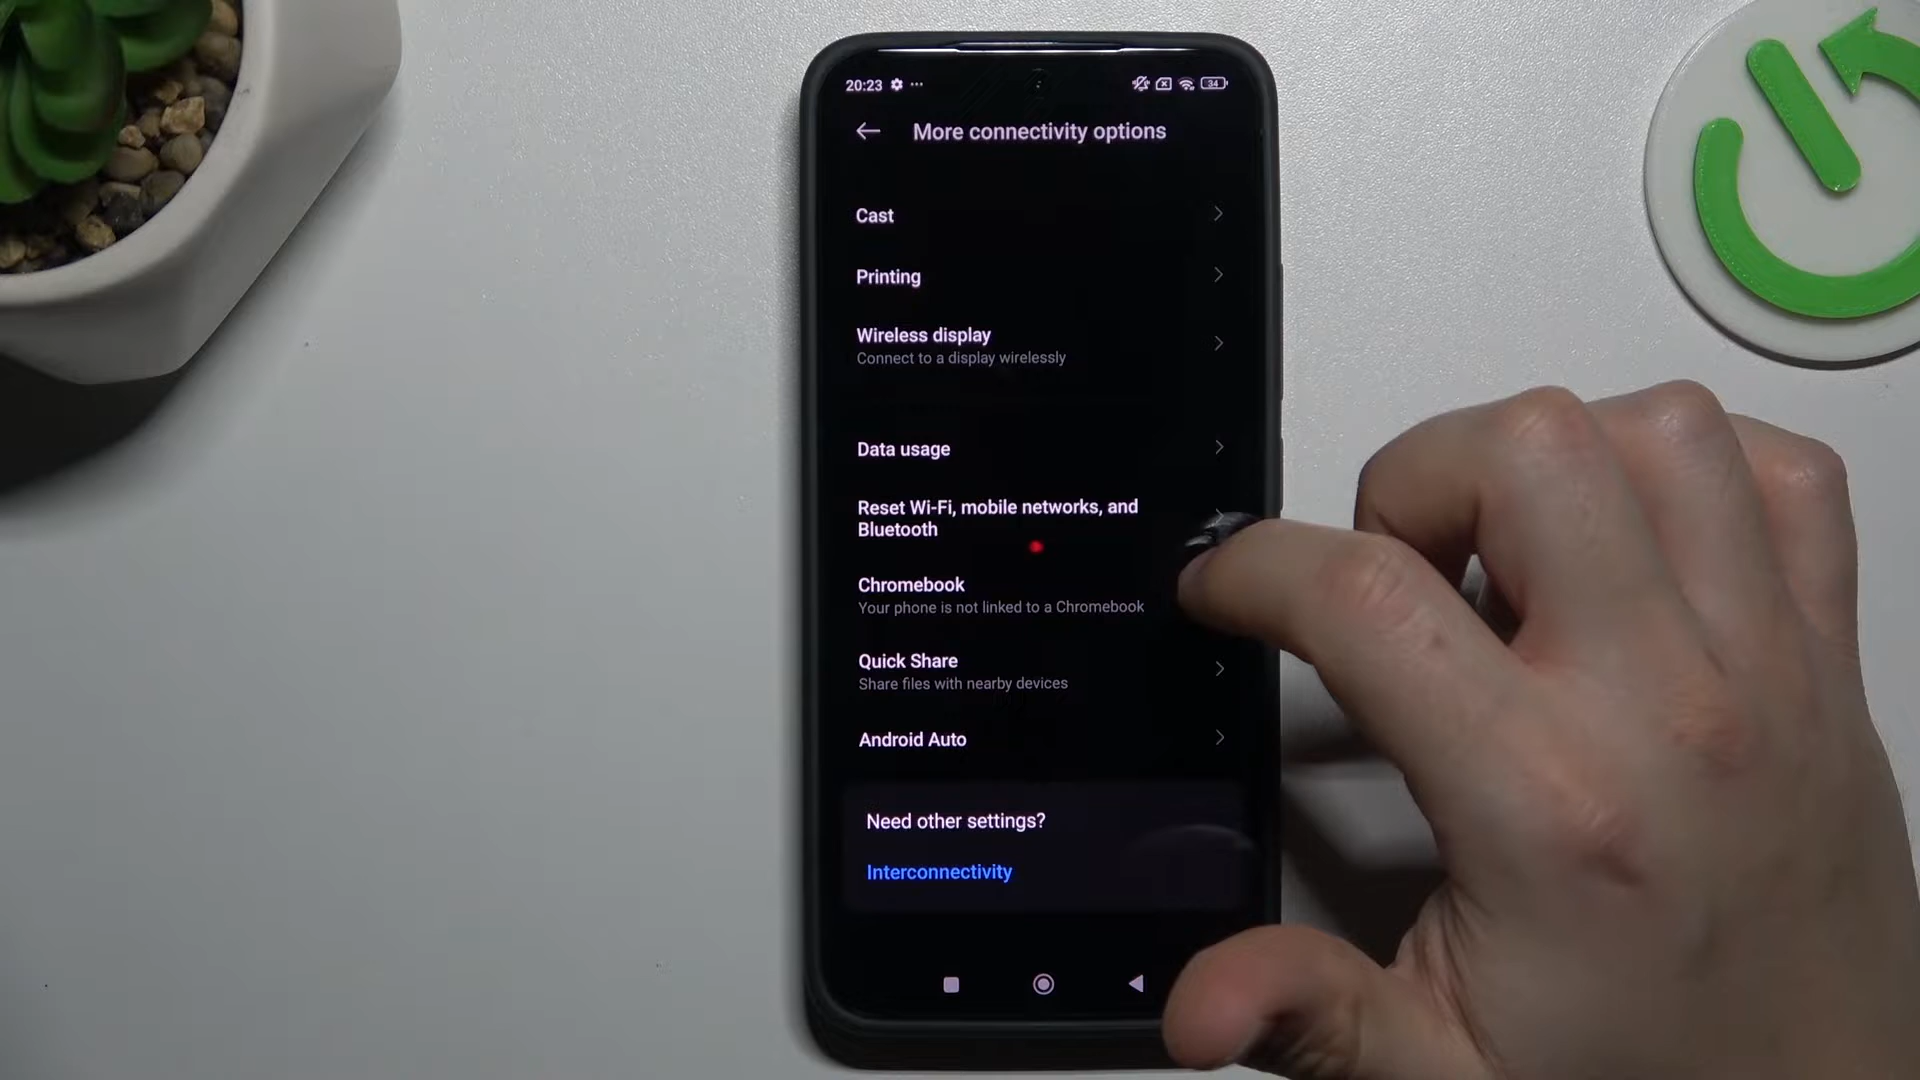 20:23
34
More connectivity options
Cast
Printing
Wireless display
Connect to a display wirelessly
Data usage
Reset Wi-Fi, mobile networks, and
Bluetooth
Chromebook
Your phone is not linked to a Chromebook
Quick Share
Share files with nearby devices
Android Auto
Need other settings?
Interconnectivity